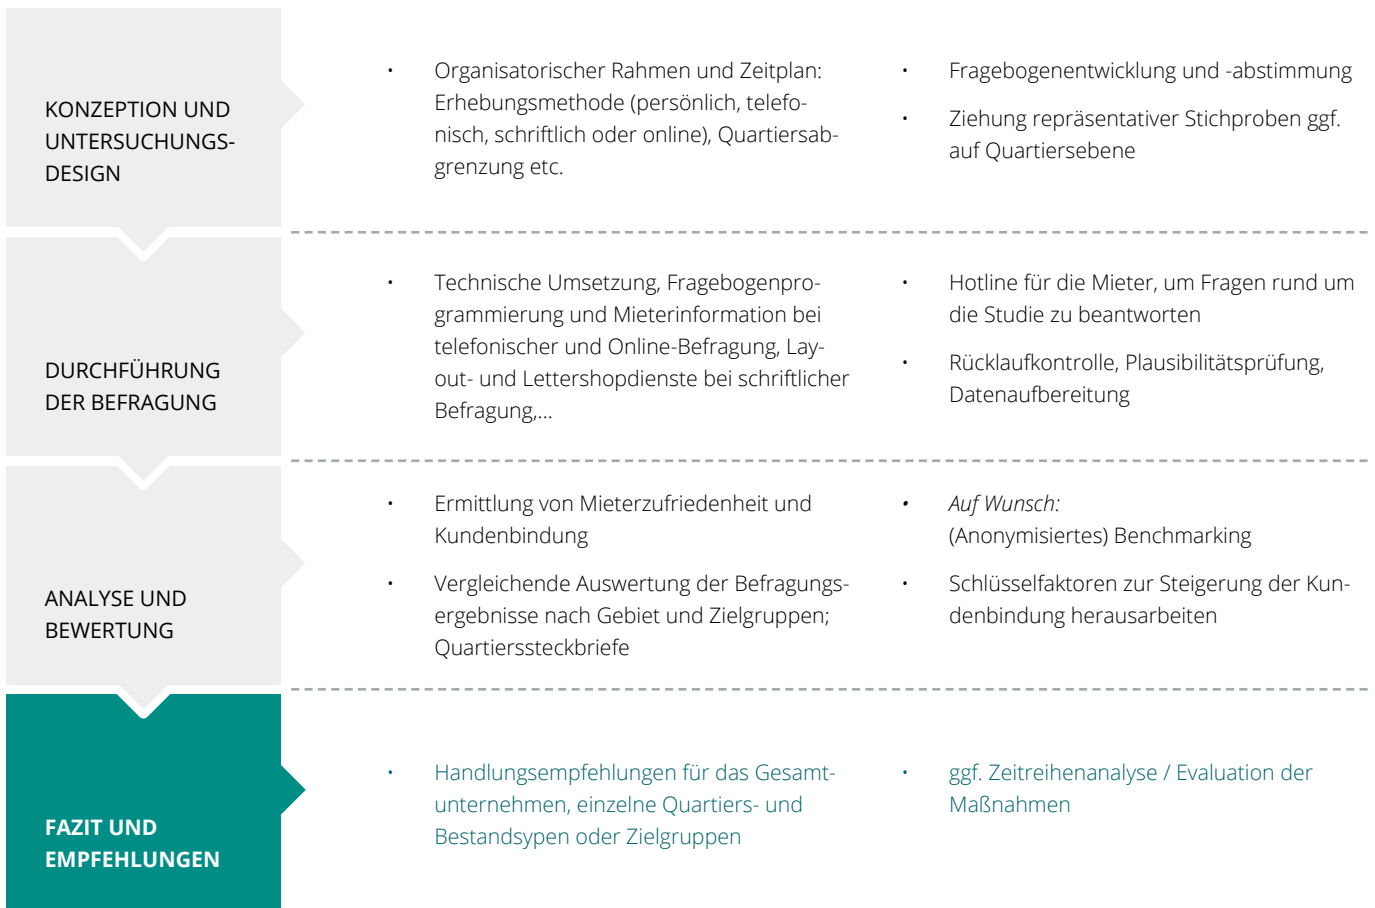 KONZEPTION UND
UNTERSUCHUNGS-
DESIGN
• Organisatorischer Rahmen und Zeitplan:
Erhebungsmethode (persönlich, telefo-
nisch, schriftlich oder online), Quartiersab-
grenzung etc.
• Fragebogenentwicklung und -abstimmung
• Ziehung repräsentativer Stichproben ggf.
auf Quartiersebene
DURCHFÜHRUNG
DER BEFRAGUNG
• Technische Umsetzung, Fragebogenpro-
grammierung und Mieterinformation bei
telefonischer und Online-Befragung, Lay-
out- und Lettershopdienste bei schriftlicher
Befragung,...
• Hotline für die Mieter, um Fragen rund um
die Studie zu beantworten
• Rücklaufkontrolle, Plausibilitätsprüfung,
Datenaufbereitung
ANALYSE UND
BEWERTUNG
• Ermittlung von Mieterzufriedenheit und
Kundenbindung
• Vergleichende Auswertung der Befragungs-
ergebnisse nach Gebiet und Zielgruppen;
Quartierssteckbriefe
• Auf Wunsch:
(Anonymisiertes) Benchmarking
• Schlüsselfaktoren zur Steigerung der Kun-
denbindung herausarbeiten
FAZIT UND
EMPFEHLUNGEN
• Handlungsempfehlungen für das Gesamt-
unternehmen, einzelne Quartiers- und
Bestandsypen oder Zielgruppen
• ggf. Zeitreihenanalyse / Evaluation der
Maßnahmen